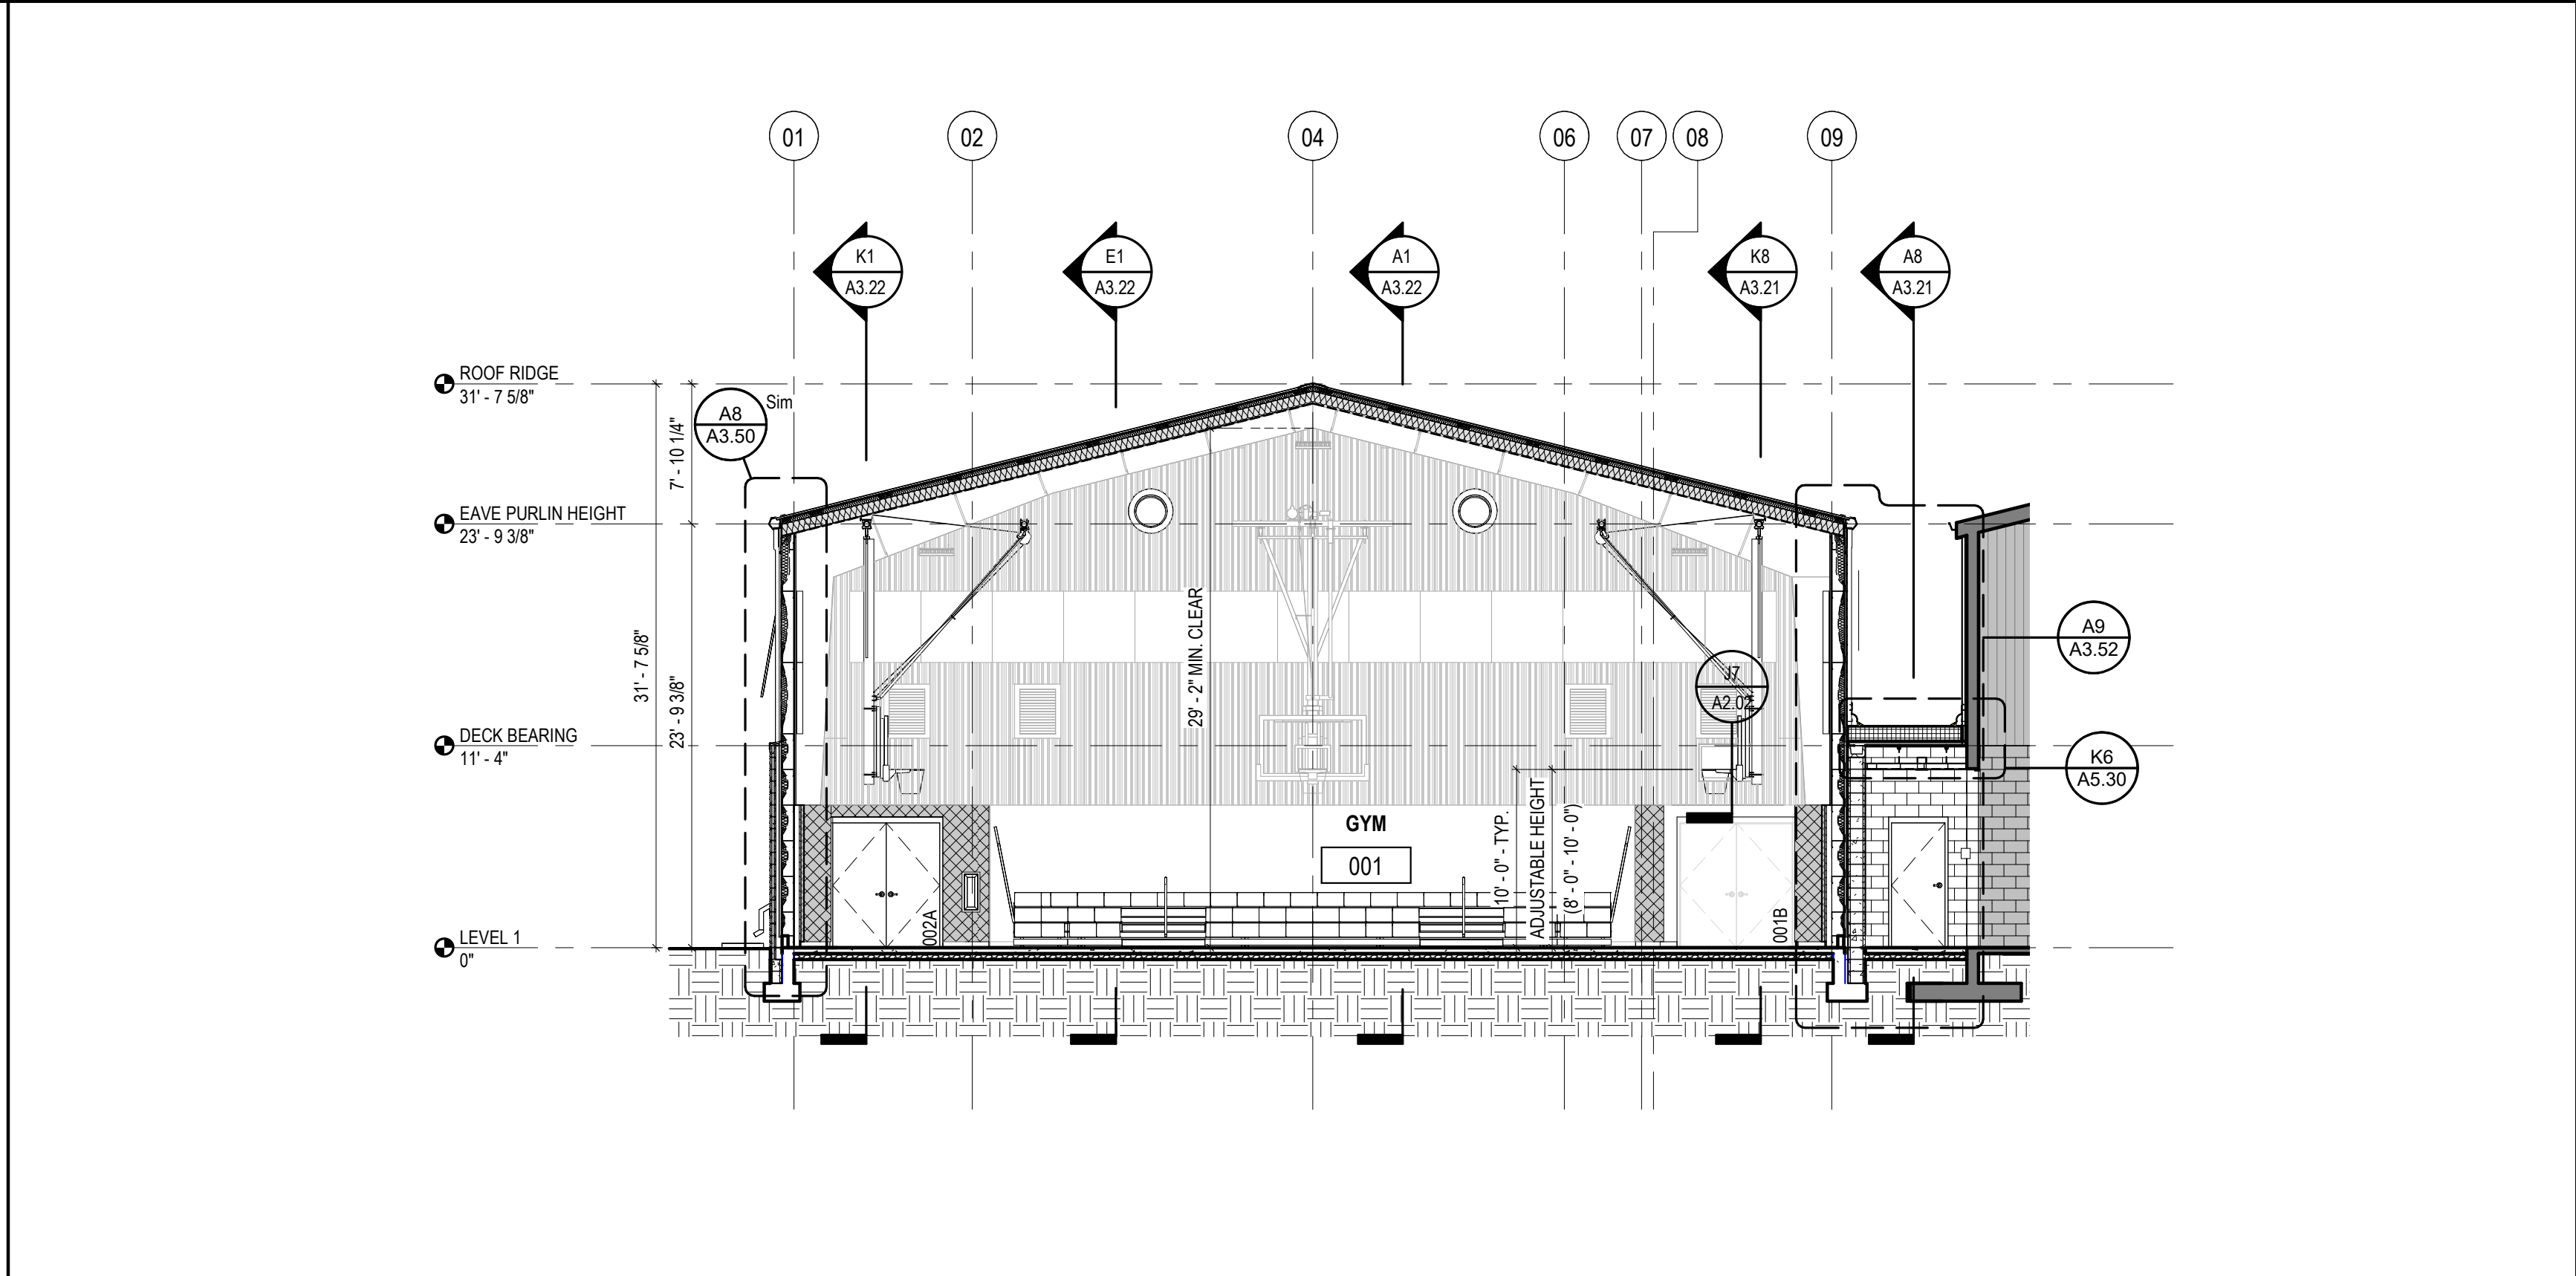 01
02
04
06
07
08
09
K1
A3.22
E1
A3.22
A1
A3.22
K8
A3.21
A8
A3.21
ROOF RIDGE
31' - 7 5/8"
A8
A3.50
Sim
7' - 10 1/4"
EAVE PURLIN HEIGHT
23' - 9 3/8"
31' - 7 5/8"
23' - 9 3/8"
29' - 2" MIN. CLEAR
A9
A3.52
J7
A2.02
DECK BEARING
11' - 4"
K6
A5.30
GYM
001
10' - 0" - TYP.
ADJUSTABLE HEIGHT
(8' - 0" - 10' - 0")
002A
001B
LEVEL 1
0"